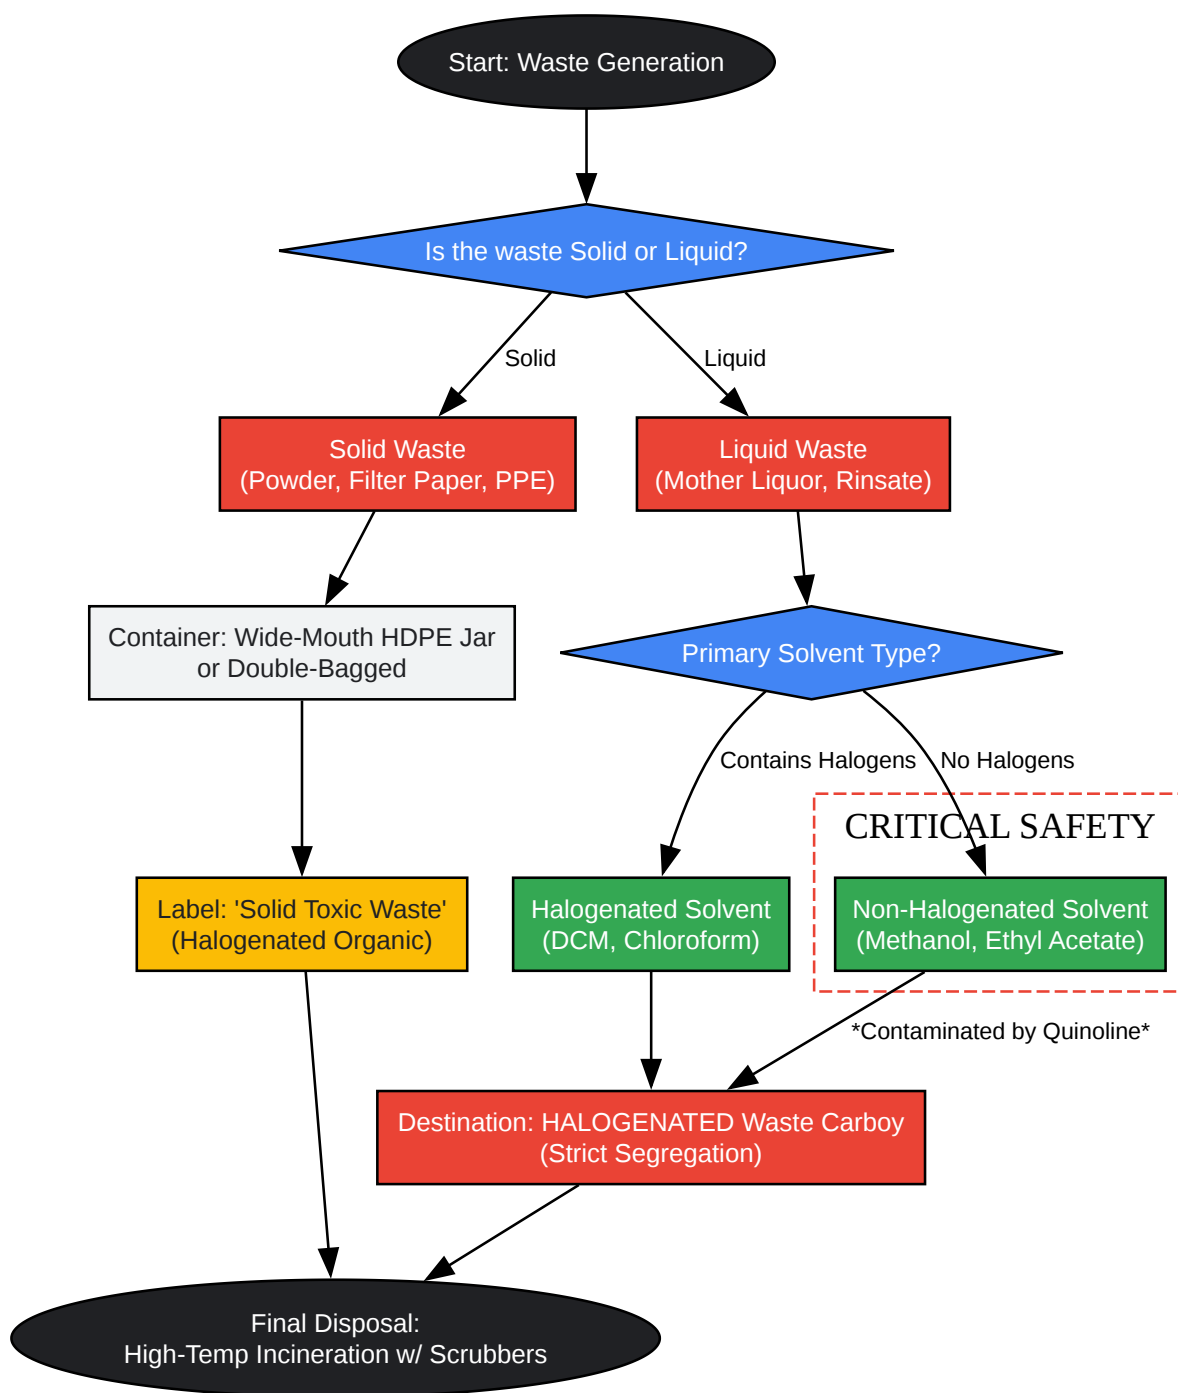 Start: Waste Generation
Is the waste Solid or Liquid?
Solid
Liquid
Solid Waste
(Powder, Filter Paper, PPE)
Liquid Waste
(Mother Liquor, Rinsate)
Container: Wide-Mouth HDPE Jar
or Double-Bagged
Primary Solvent Type?
Contains Halogens
No Halogens
CRITICAL SAFETY
Label: 'Solid Toxic Waste'
(Halogenated Organic)
Halogenated Solvent
(DCM, Chloroform)
Non-Halogenated Solvent
(Methanol, Ethyl Acetate)
*Contaminated by Quinoline*
Destination: HALOGENATED Waste Carboy
(Strict Segregation)
Final Disposal:
High-Temp Incineration w/ Scrubbers